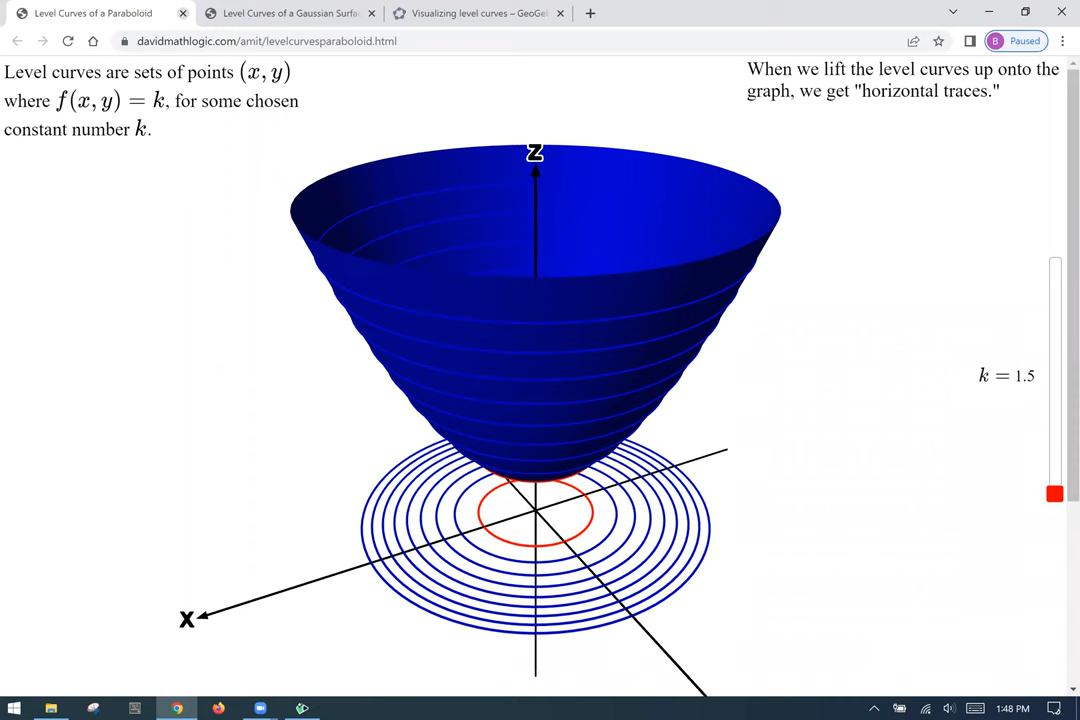 Level Curves of a Paraboloid
Level Curves of a Gaussian Surfa
Visualizing level curves – GeoGe
davidmathlogic.com/amit/levelcurvesparaboloid.html
B Paused
Level curves are sets of points (x, y)
where f(x, y) = k, for some chosen
constant number k.
When we lift the level curves up onto the
graph, we get "horizontal traces."
z
k = 1.5
x
1:48 PM